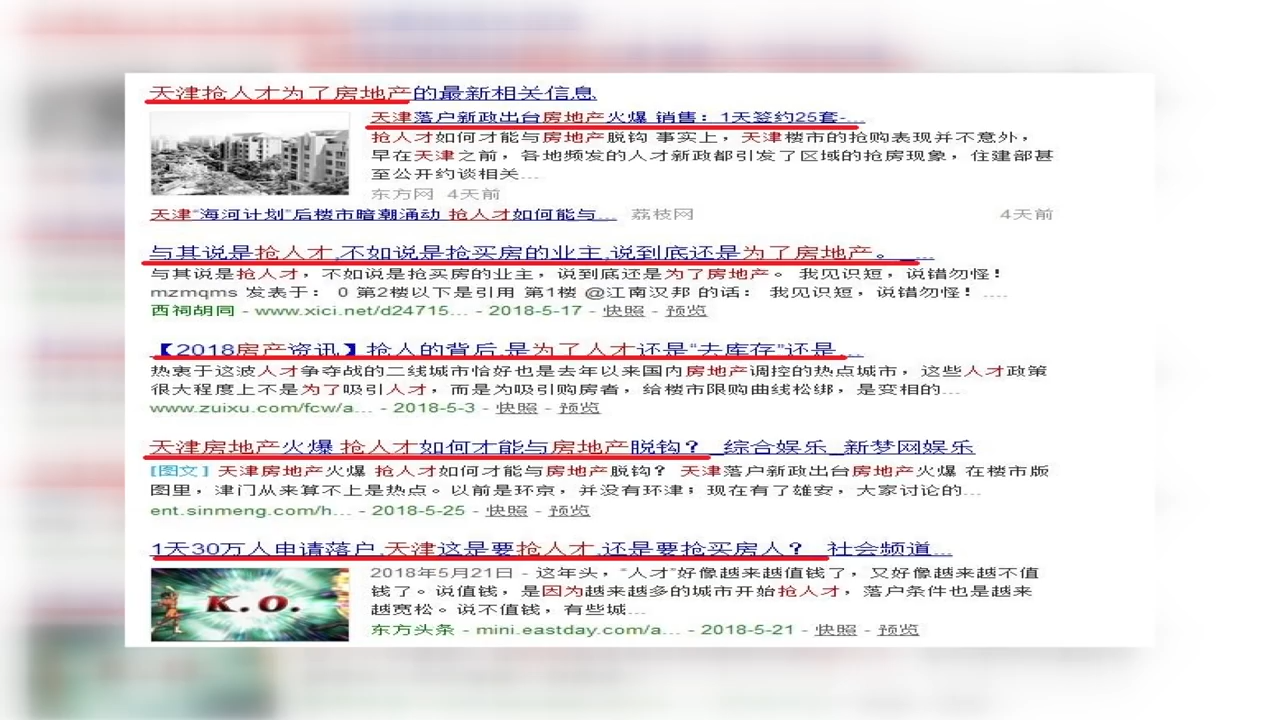 天津抢人才为了房地产的最新相关信息
天津落户新政出台房地产火爆 销售：1天签约25套-...
抢人才如何才能与房地产脱钩 事实上，天津楼市的抢购表现并不意外，
早在天津之前，各地频发的人才新政都引发了区域的抢房现象，住建部甚
至公开约谈相关...
东方网 4天前
天津“海河计划”后楼市暗潮涌动 抢人才如何能与... 荔枝网 4天前
与其说是抢人才,不如说是抢买房的业主,说到底还是为了房地产。_...
与其说是抢人才，不如说是抢买房的业主，说到底还是为了房地产。 我见识短，说错勿怪！
mzmqms 发表于： 0 第2楼以下是引用 第1楼 @江南汉邦 的话： 我见识短，说错勿怪！....
西祠胡同 - www.xici.net/d24715... - 2018-5-17 - 快照 - 预览
【2018房产资讯】抢人的背后,是为了人才还是“去库存”还是...
热衷于这波人才争夺战的二线城市恰好也是去年以来国内房地产调控的热点城市，这些人才政策
很大程度上不是为了吸引人才，而是为吸引购房者，给楼市限购曲线松绑，是变相的...
www.zuixu.com/fcw/a... - 2018-5-3 - 快照 - 预览
天津房地产火爆 抢人才如何才能与房地产脱钩？_综合娱乐_新梦网娱乐
[图文] 天津房地产火爆 抢人才如何才能与房地产脱钩？ 天津落户新政出台房地产火爆 在楼市版
图里，津门从来算不上是热点。以前是环京，并没有环津；现在有了雄安，大家讨论的...
ent.sinmeng.com/h... - 2018-5-25 - 快照 - 预览
1天30万人申请落户,天津这是要抢人才,还是要抢买房人？_社会频道...
K.O.
2018年5月21日 - 这年头，“人才”好像越来越值钱了，又好像越来越不值
钱了。说值钱，是因为越来越多的城市开始抢人才，落户条件也是越来
越宽松。说不值钱，有些城...
东方头条 - mini.eastday.com/a... - 2018-5-21 - 快照 - 预览